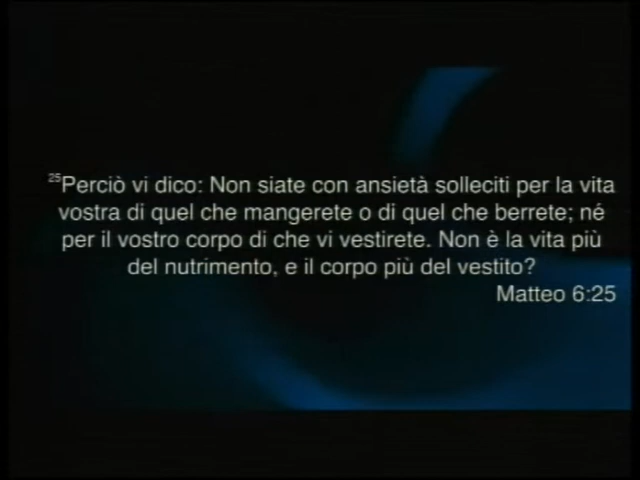 ²⁵Perciò vi dico: Non siate con ansietà solleciti per la vita
vostra di quel che mangerete o di quel che berrete; né
per il vostro corpo di che vi vestirete. Non è la vita più
del nutrimento, e il corpo più del vestito?
Matteo 6:25